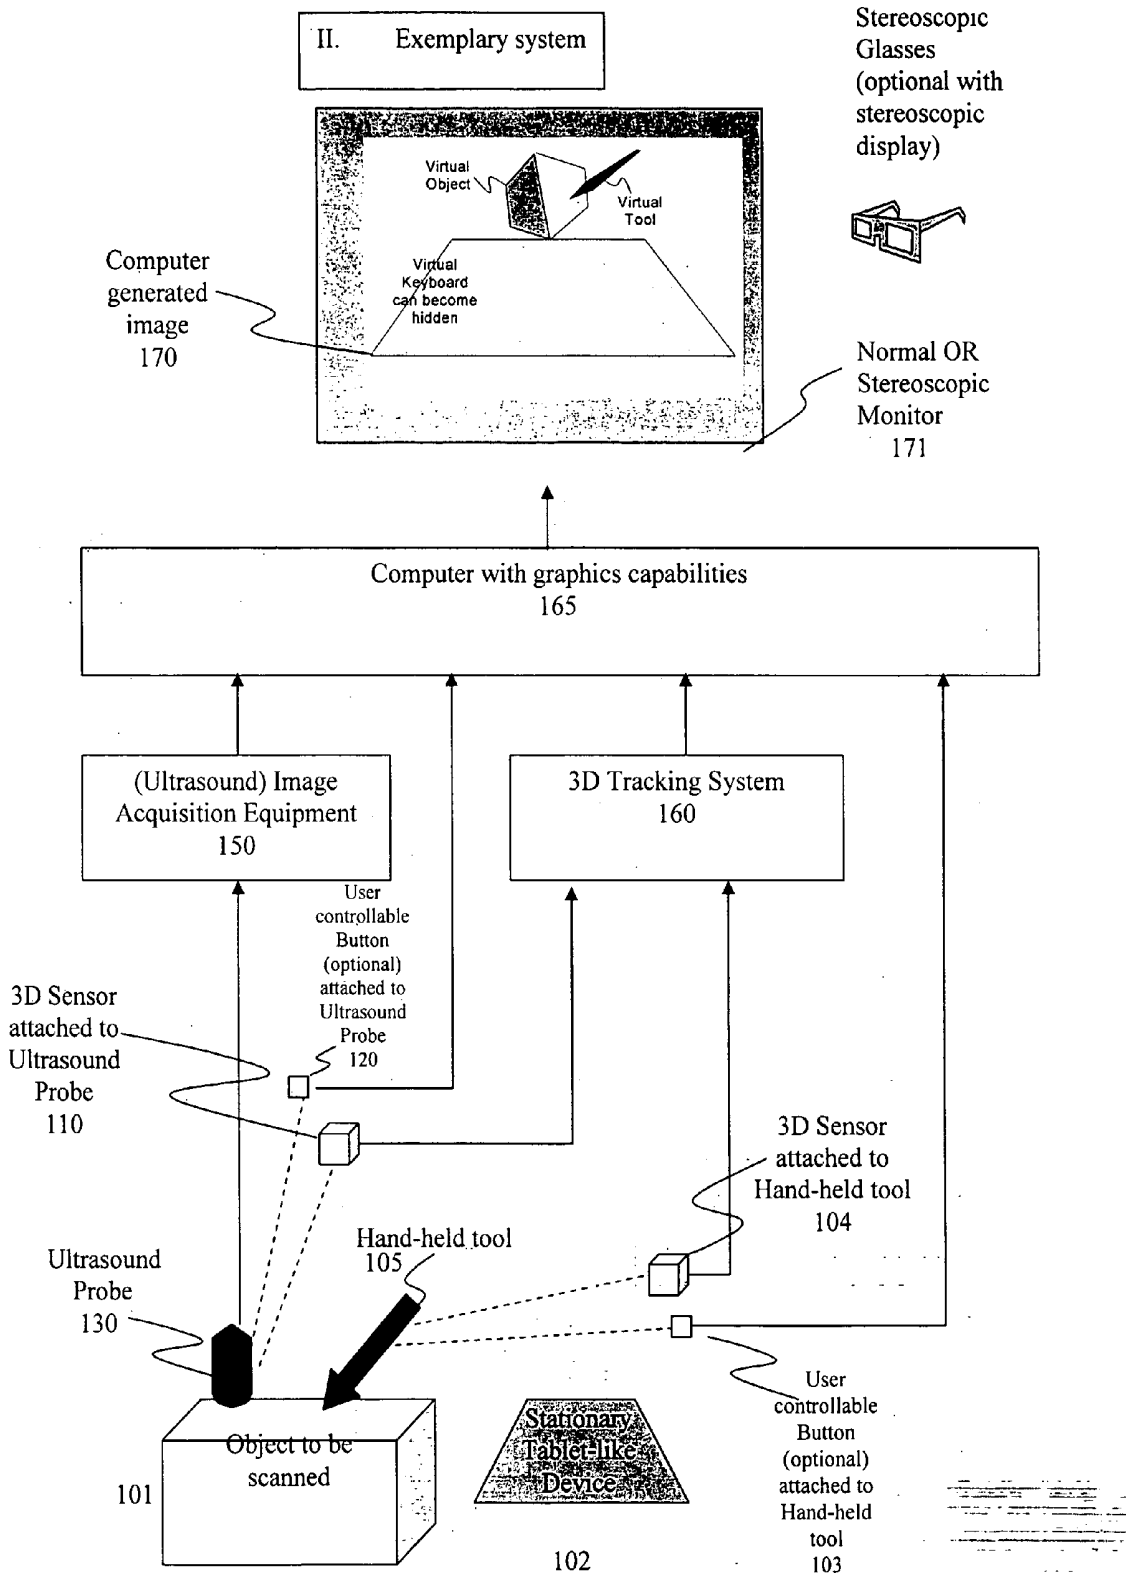 II. Exemplary system
Stereoscopic
Glasses
(optional with
stereoscopic
display)
Virtual
Object
Virtual
Tool
Virtual
Keyboard
can become
hidden
Computer
generated
image
170
Normal OR
Stereoscopic
Monitor
171
Computer with graphics capabilities
165
(Ultrasound) Image
Acquisition Equipment
150
3D Tracking System
160
User
controllable
Button
(optional)
attached to
Ultrasound
Probe
120
3D Sensor
attached to
Ultrasound
Probe
110
3D Sensor
attached to
Hand-held tool
104
Hand-held tool
105
Ultrasound
Probe
130
Object to be
scanned
101
Stationary
Tablet-like
Device
102
User
controllable
Button
(optional)
attached to
Hand-held
tool
103